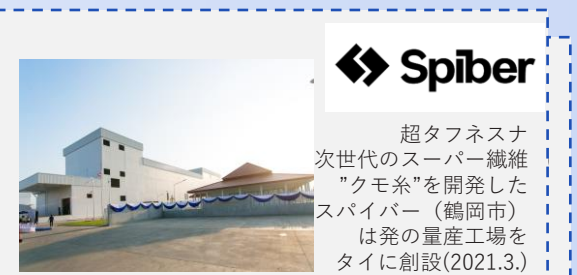 Spiber
超タフネスナ
次世代のスーパー繊維
”クモ糸”を開発した
スパイバー（鶴岡市）
は発の量産工場を
タイに創設(2021.3.)